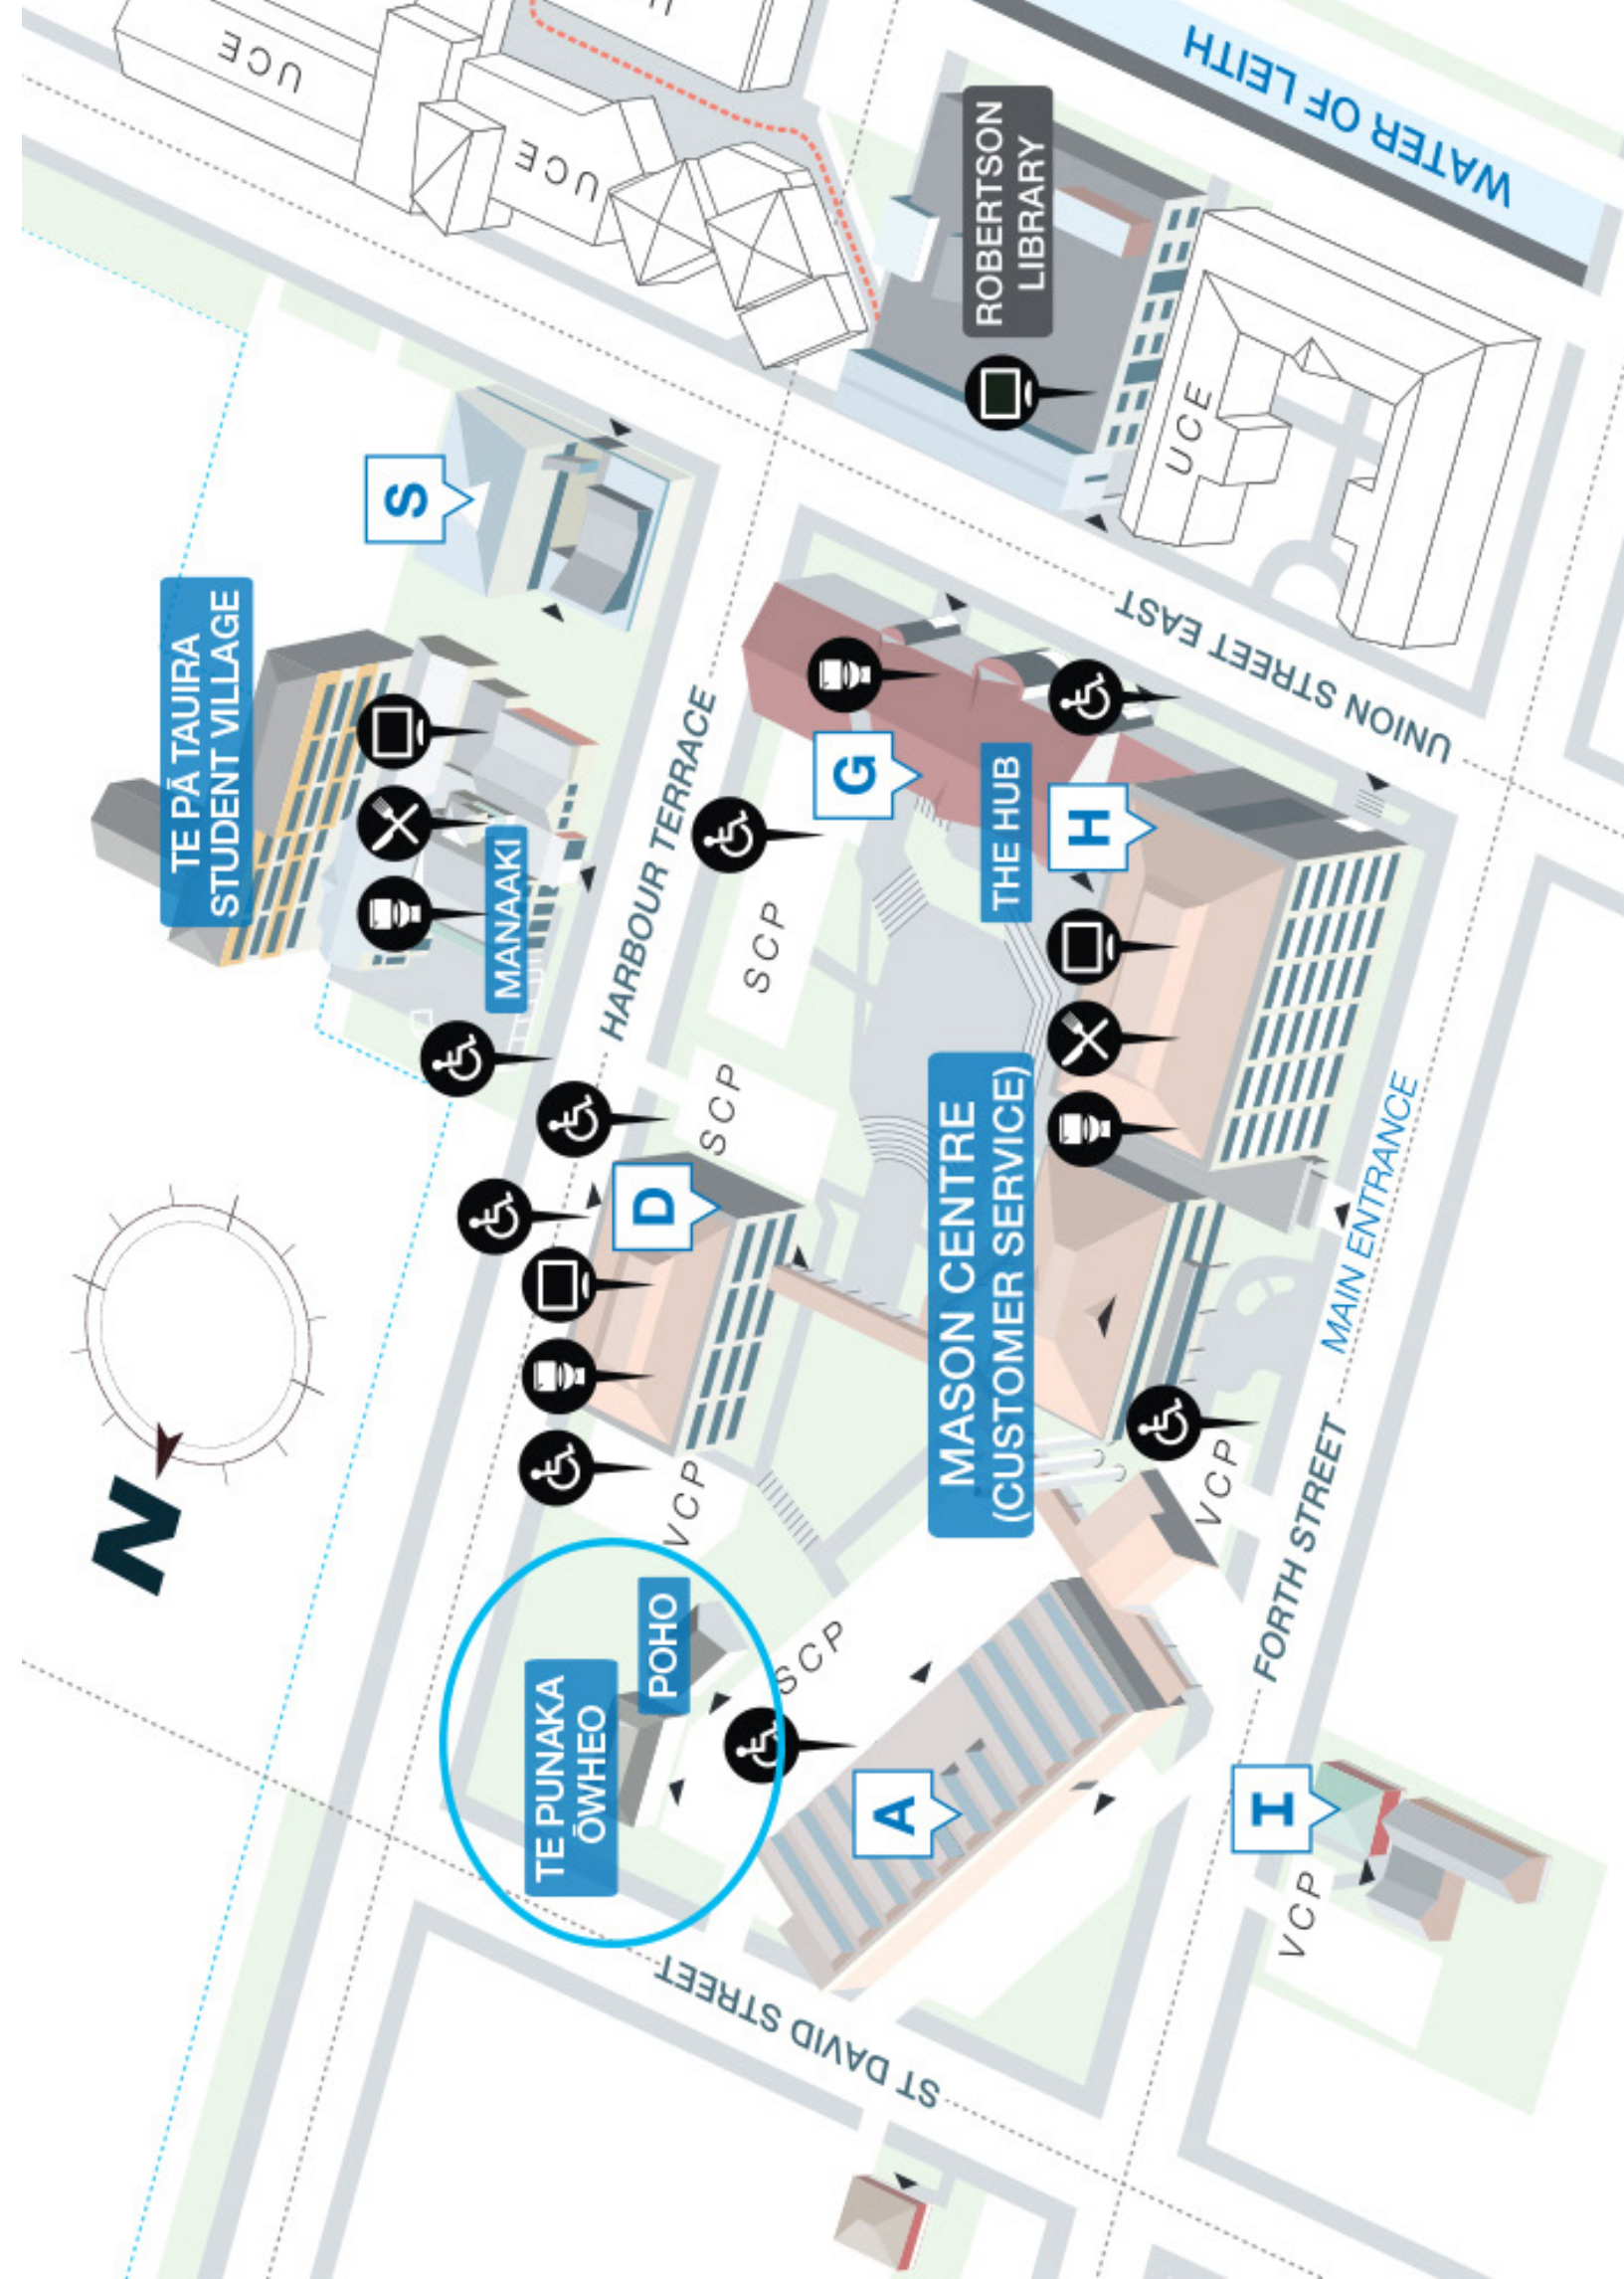 N
TE PĀ TAUIRA
STUDENT VILLAGE
UCE
S
MANAAKI
UCE
TE PUNAKA
ŌWHEO
POHO
D
HARBOUR TERRACE
VCP
SCP
SCP
SCP
ST DAVID STREET
G
A
MASON CENTRE
(CUSTOMER SERVICE)
THE HUB
H
ROBERTSON
LIBRARY
UCE
UNION STREET EAST
VCP
I
VCP
FORTH STREET
MAIN ENTRANCE
WATER OF LEITH